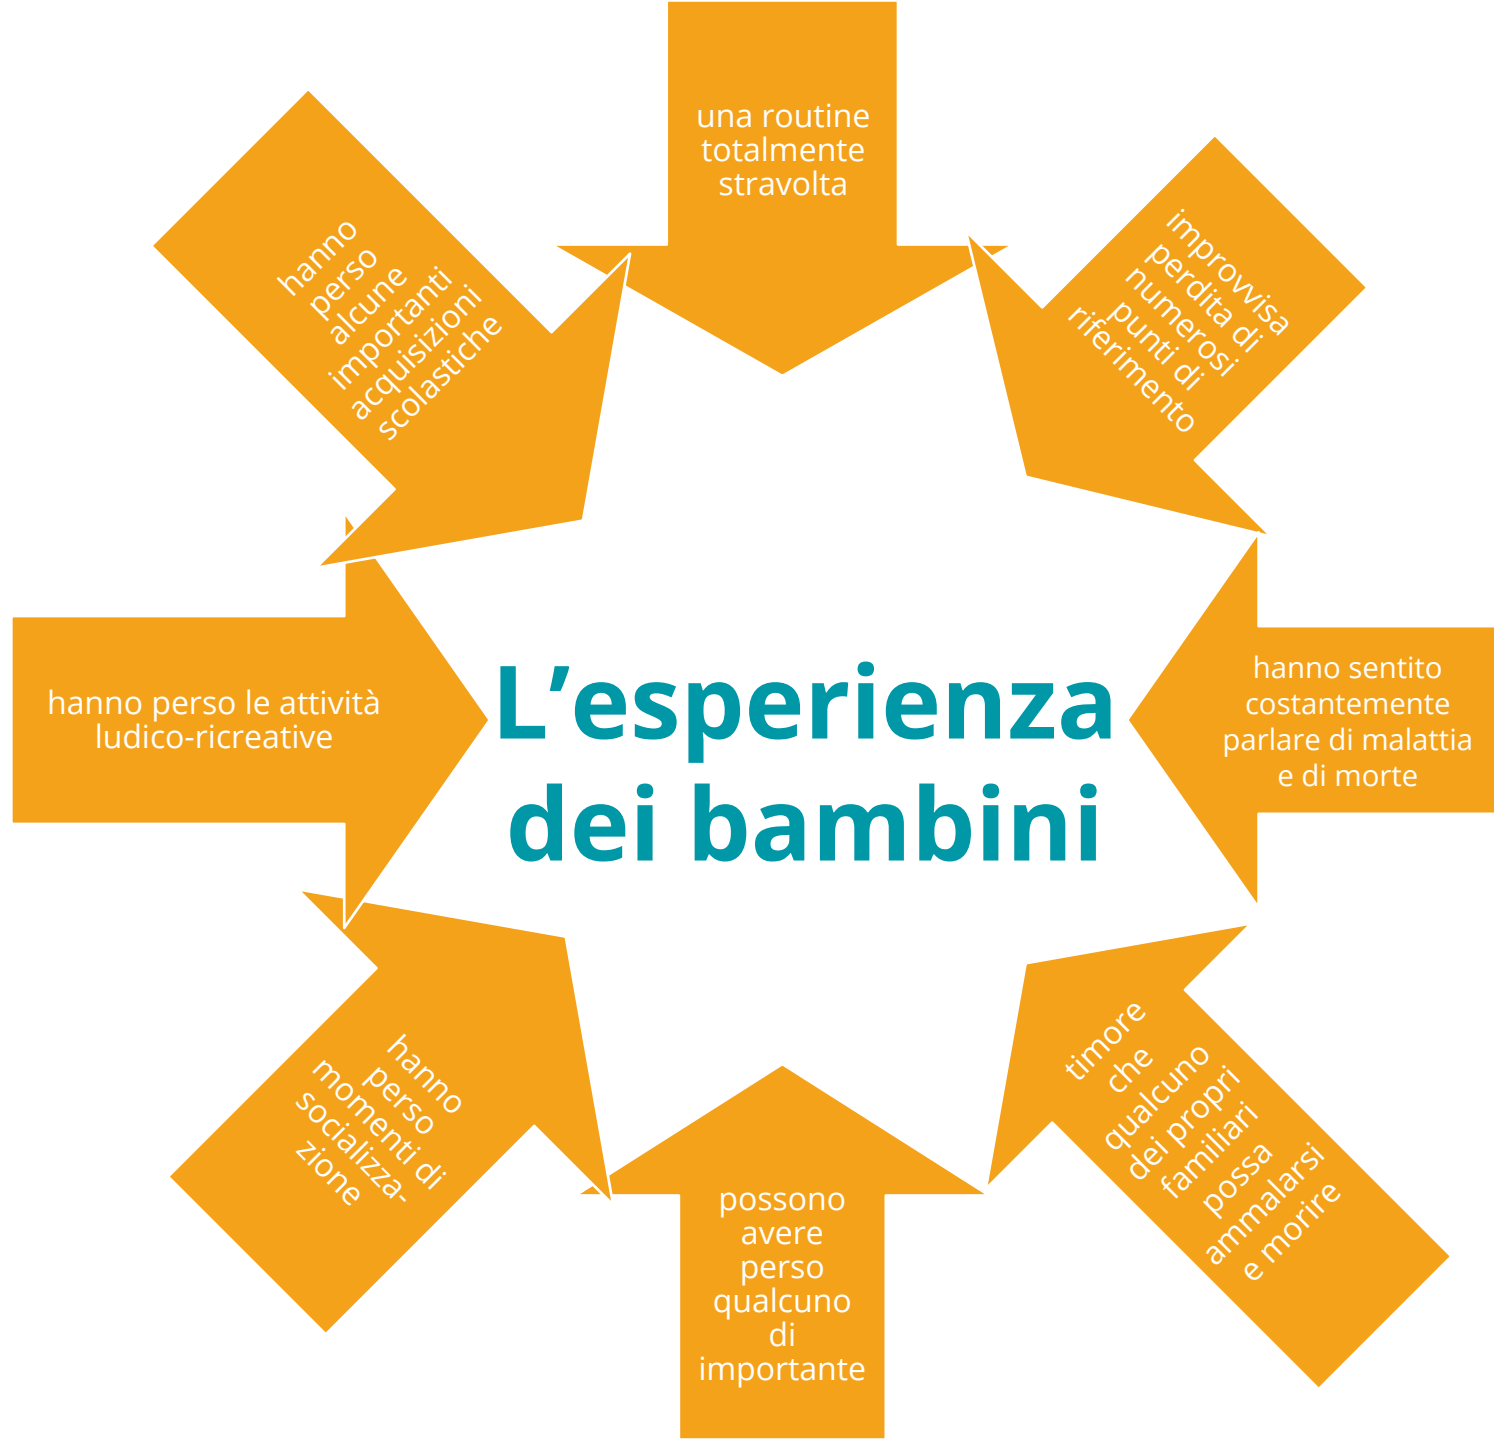 una routine
totalmente
stravolta
improvvisa
perdita di
numerosi
punti di
riferimento
hanno sentito
costantemente
parlare di malattia
e di morte
timore
che
qualcuno
dei propri
familiari
possa
ammalarsi
e morire
possono
avere
perso
qualcuno
di
importante
hanno
perso
momenti di
socializza-
zione
hanno perso le attività
ludico-ricreative
hanno
perso
alcune
importanti
acquisizioni
scolastiche
L’esperienza
dei bambini